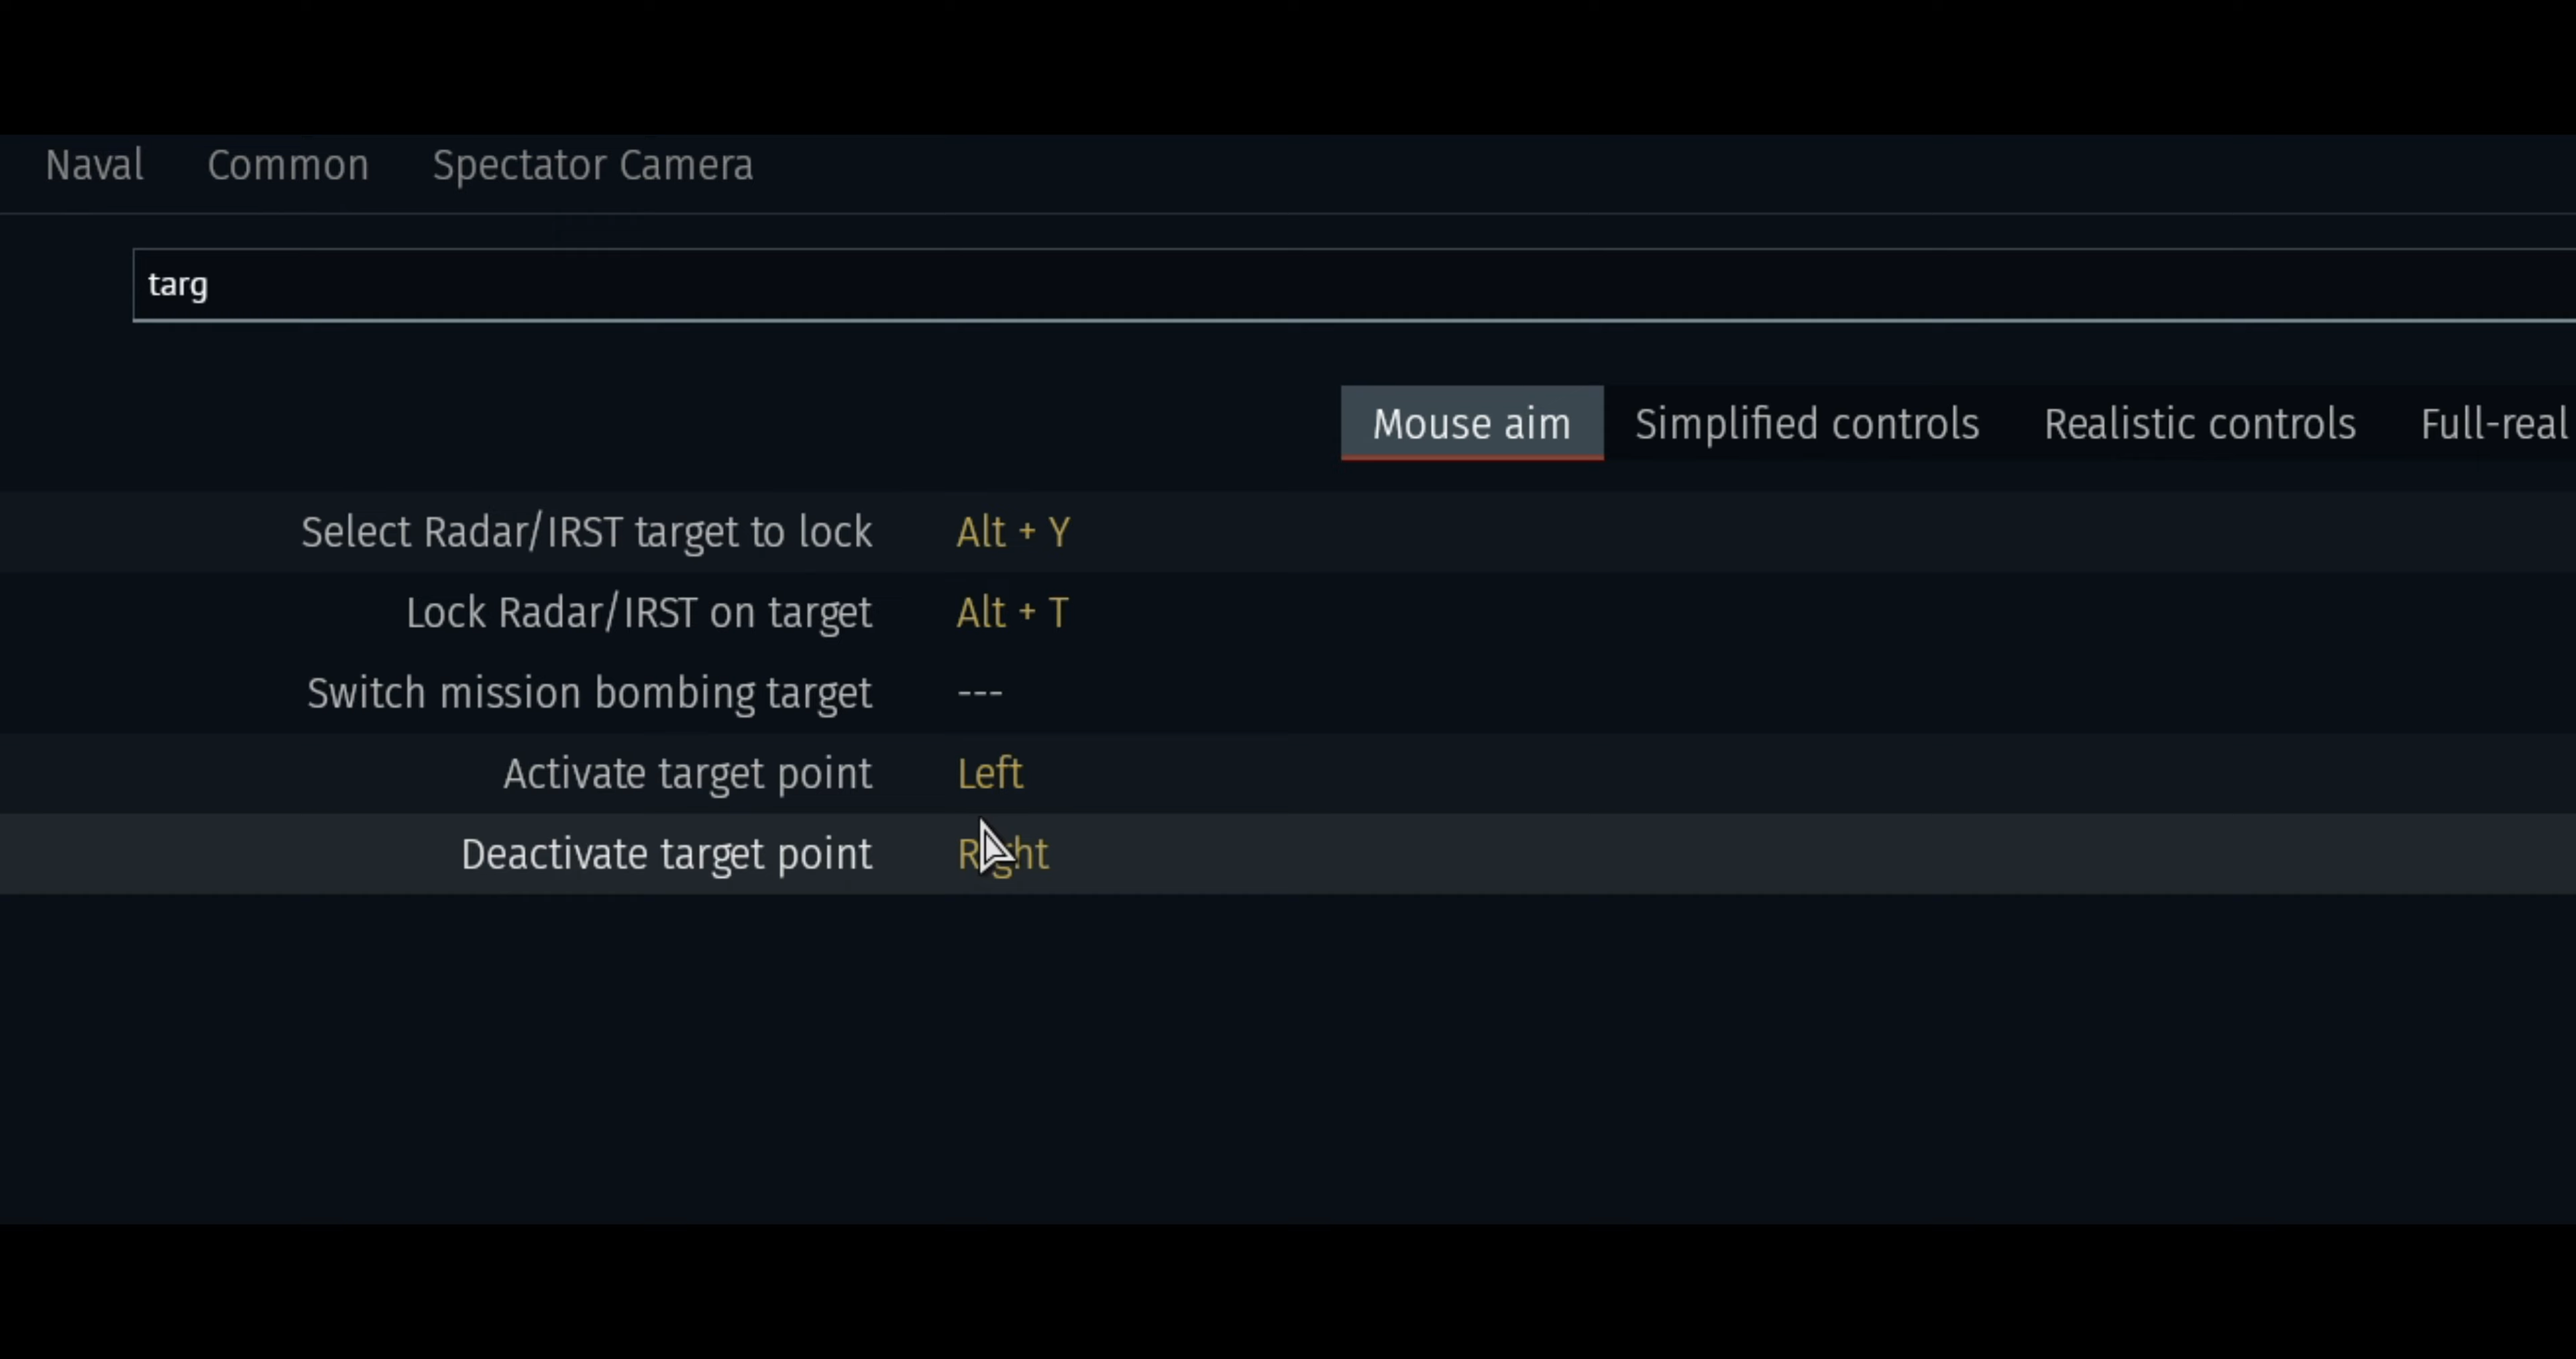 Naval Common Spectator Camera
targ
Mouse aim Simplified controls Realistic controls Full-real
Select Radar/IRST target to lock Alt + Y
Lock Radar/IRST on target Alt + T
Switch mission bombing target ---
Activate target point Left
Deactivate target point Right